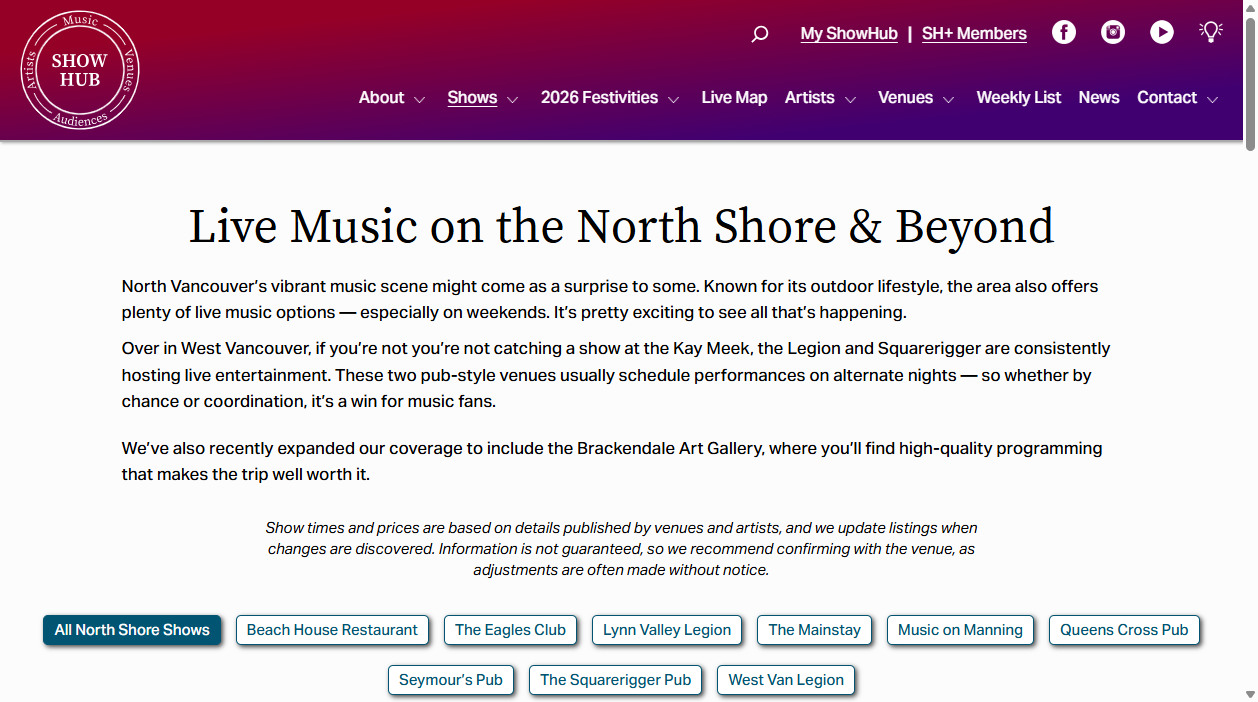 Music
Artists
SHOW
HUB
Venues
Audiences
My ShowHub | SH+ Members
About Shows 2026 Festivities Live Map Artists Venues Weekly List News Contact
Live Music on the North Shore & Beyond
North Vancouver’s vibrant music scene might come as a surprise to some. Known for its outdoor lifestyle, the area also offers
plenty of live music options — especially on weekends. It’s pretty exciting to see all that’s happening.
Over in West Vancouver, if you’re not you’re not catching a show at the Kay Meek, the Legion and Squarerigger are consistently
hosting live entertainment. These two pub-style venues usually schedule performances on alternate nights — so whether by
chance or coordination, it’s a win for music fans.
We’ve also recently expanded our coverage to include the Brackendale Art Gallery, where you’ll find high-quality programming
that makes the trip well worth it.
Show times and prices are based on details published by venues and artists, and we update listings when
changes are discovered. Information is not guaranteed, so we recommend confirming with the venue, as
adjustments are often made without notice.
All North Shore Shows Beach House Restaurant The Eagles Club Lynn Valley Legion The Mainstay Music on Manning Queens Cross Pub
Seymour’s Pub The Squarerigger Pub West Van Legion